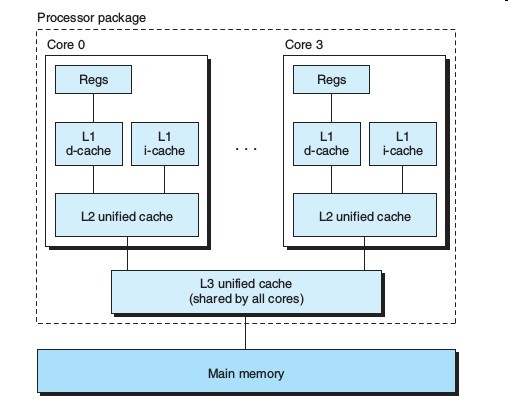 Processor package
Core 0
Core 3
Regs
Regs
L1
d-cache
L1
i-cache
. . .
L1
d-cache
L1
i-cache
L2 unified cache
L2 unified cache
L3 unified cache
(shared by all cores)
Main memory